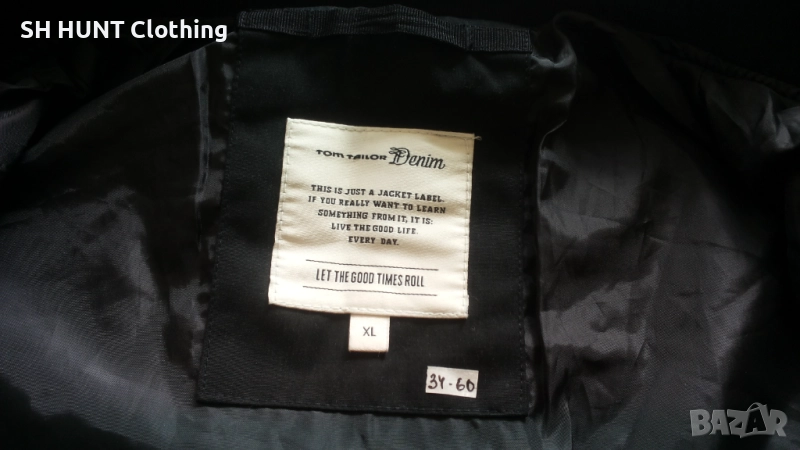 SH HUNT Clothing
TOM TAILOR Denim
THIS IS JUST A JACKET LABEL.
IF YOU REALLY WANT TO LEARN
SOMETHING FROM IT, IT IS:
LIVE THE GOOD LIFE.
EVERY DAY.
LET THE GOOD TIMES ROLL
XL
34-60
BAZAR